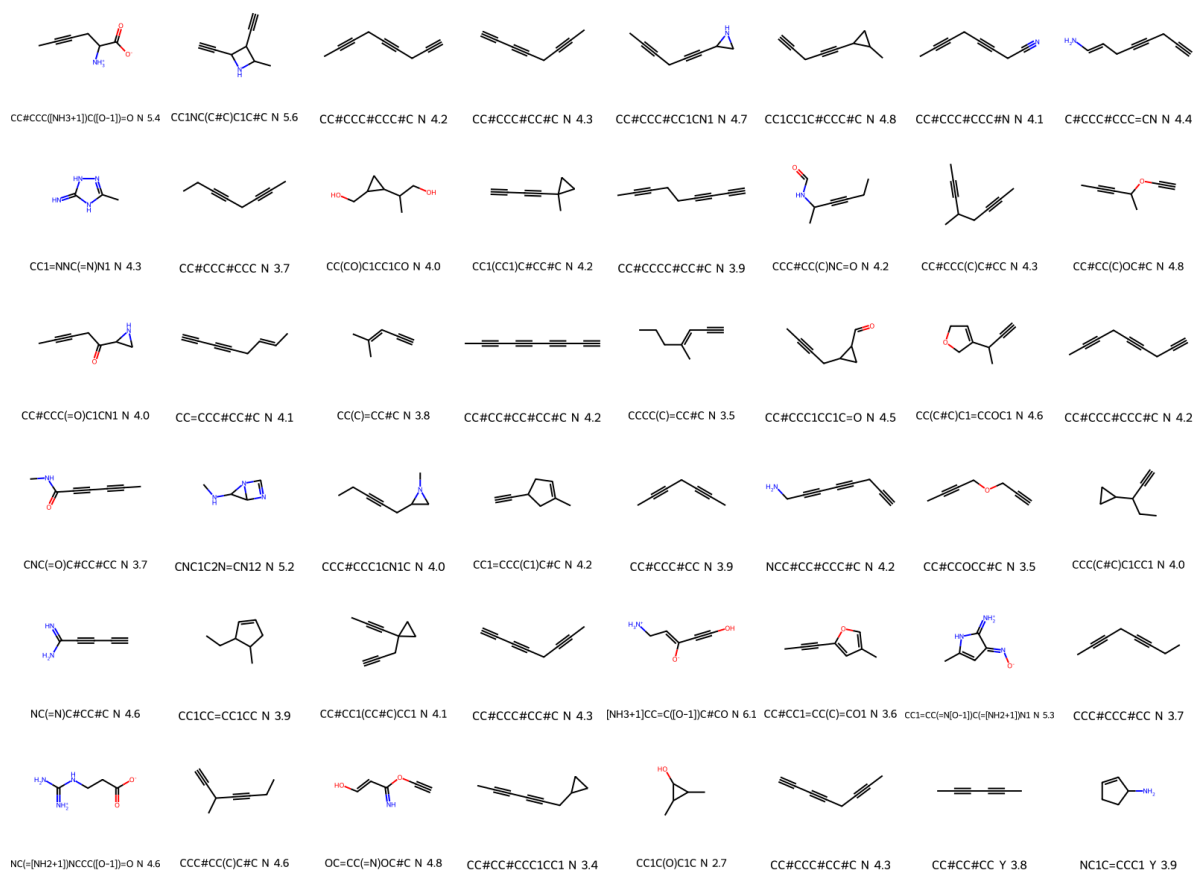 CC#CCC([NH3+1])C([O-1])=O N 5.4
CC1NC(C#C)C1C#C N 5.6
CC#CCC#CCC#C N 4.2
CC#CCC#CC#C N 4.3
CC#CCC#CC1CN1 N 4.7
CC1CC1C#CCC#C N 4.8
CC#CCC#CCC#N N 4.1
C#CCC#CCC=CN N 4.4
CC1=NNC(=N)N1 N 4.3
CC#CCC#CCC N 3.7
CC(CO)C1CC1CO N 4.0
CC1(CC1)C#CC#C N 4.2
CC#CCCC#CC#C N 3.9
CCC#CC(C)NC=O N 4.2
CC#CCC(C)C#CC N 4.3
CC#CC(C)OC#C N 4.8
CC#CCC(=O)C1CN1 N 4.0
CC=CCC#CC#C N 4.1
CC(C)=CC#C N 3.8
CC#CC#CC#CC#C N 4.2
CCCC(C)=CC#C N 3.5
CC#CCC1CC1C=O N 4.5
CC(C#C)C1=CCOC1 N 4.6
CC#CCC#CCC#C N 4.2
CNC(=O)C#CC#CC N 3.7
CNC1C2N=CN12 N 5.2
CCC#CCC1CN1C N 4.0
CC1=CCC(C1)C#C N 4.2
CC#CCC#CC N 3.9
NCC#CC#CCC#C N 4.2
CC#CCOCC#C N 3.5
CCC(C#C)C1CC1 N 4.0
NC(=N)C#CC#C N 4.6
CC1CC=CC1CC N 3.9
CC#CC1(CC#C)CC1 N 4.1
CC#CCC#CC#C N 4.3
[NH3+1]CC=C([O-1])C#CO N 6.1
CC#CC1=CC(C)=CO1 N 3.6
CC1=CC(=N[O-1])C(=[NH2+1])N1 N 5.3
CCC#CCC#CC N 3.7
NC(=[NH2+1])NCCC([O-1])=O N 4.6
CCC#CC(C)C#C N 4.6
OC=CC(=N)OC#C N 4.8
CC#CC#CCC1CC1 N 3.4
CC1C(O)C1C N 2.7
CC#CCC#CC#C N 4.3
CC#CC#CC Y 3.8
NC1C=CCC1 Y 3.9